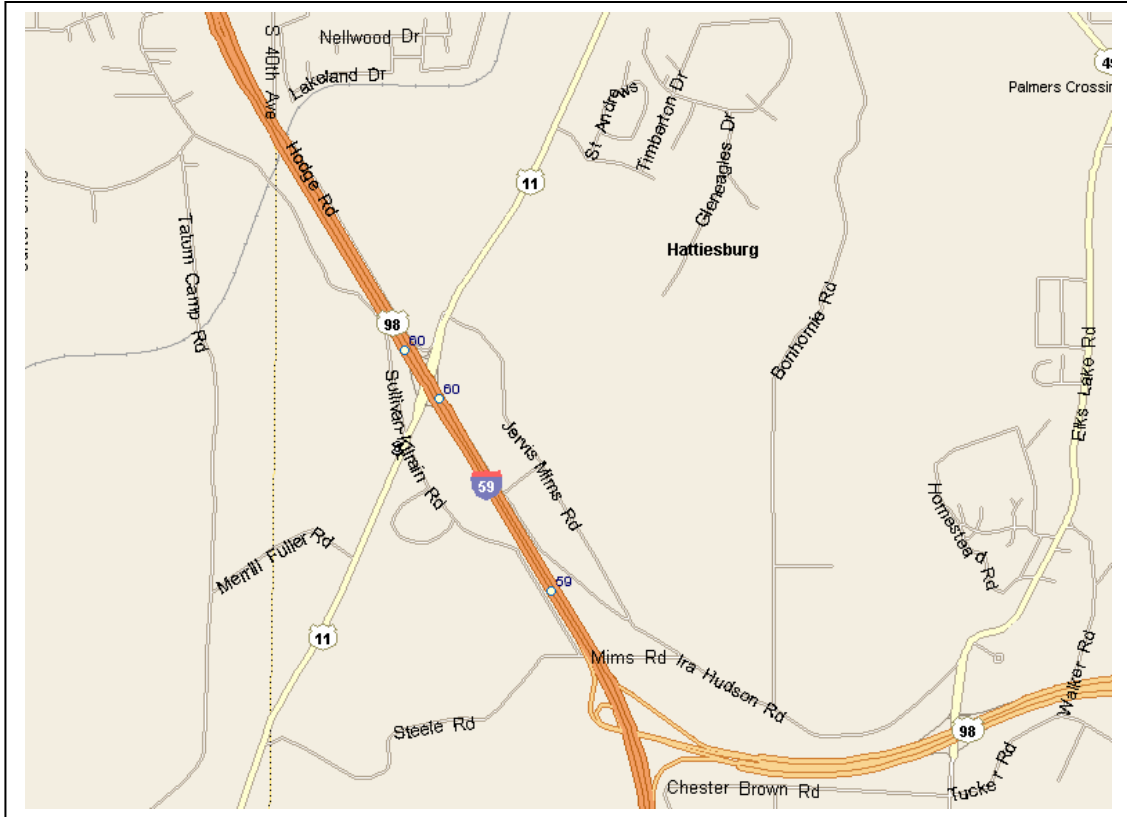 S 40th Ave
Nellwood Dr
Lakeland Dr
49
Palmers Crossin
St Andrews
Timberton Dr
Gleneagles Dr
Hodge Rd
11
Tatum Camp Rd
Hattiesburg
Bonhomie Rd
98
60
60
Elks Lake Rd
Jervis Mims Rd
59
Homestead Rd
Merrill Fuller Rd
59
11
Mims Rd
Ira Hudson Rd
Walker Rd
Steele Rd
98
Chester Brown Rd
Tucker Rd